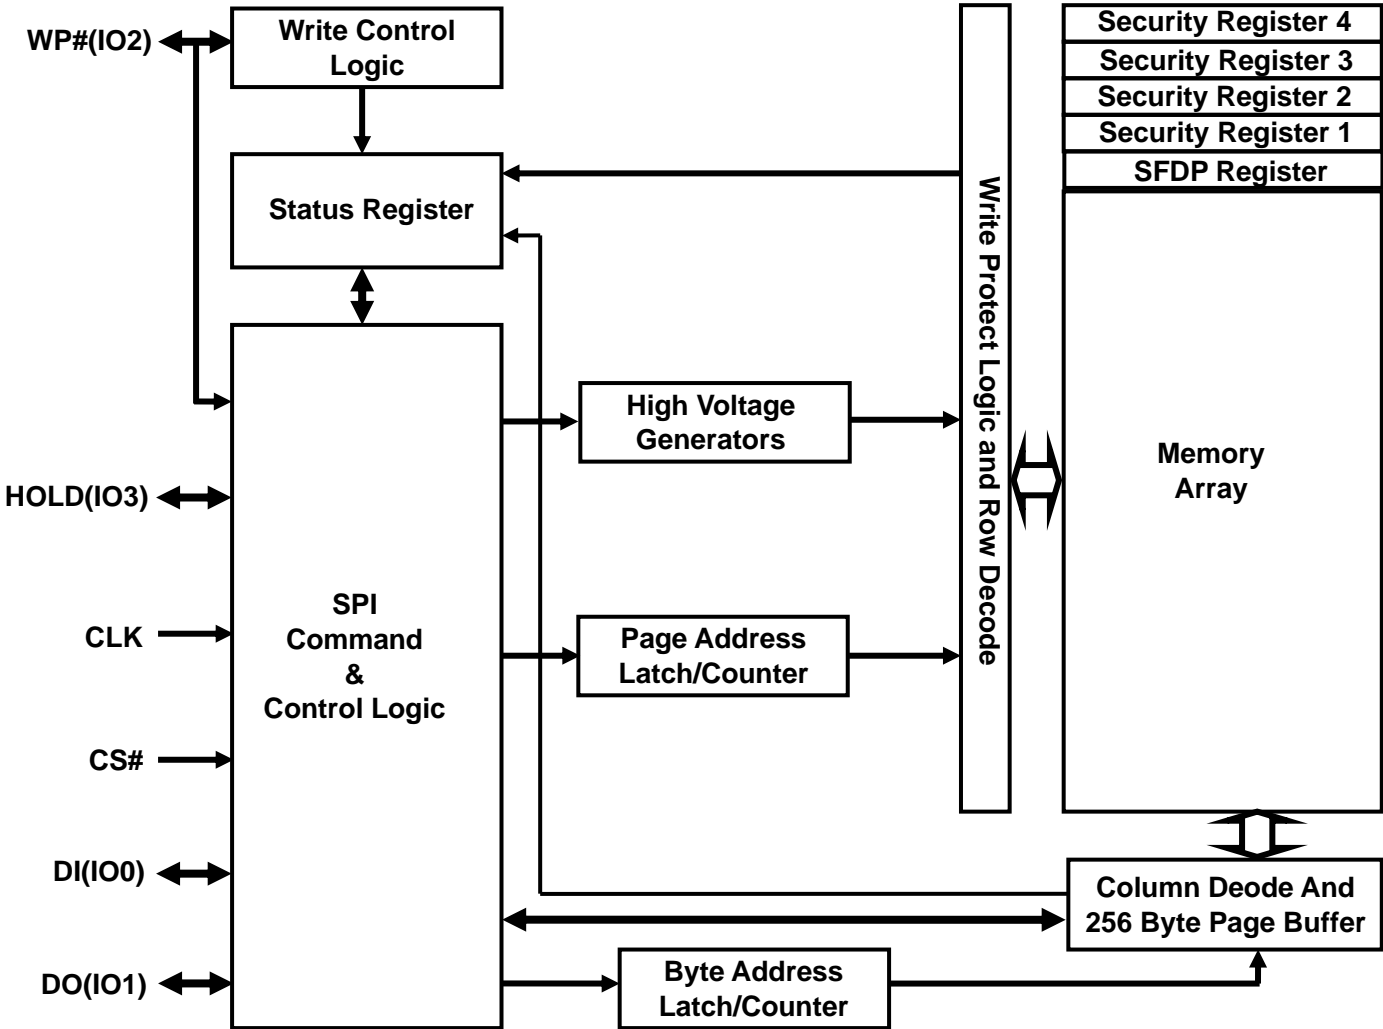 WP#(IO2)
Write Control
Logic
Security Register 4
Security Register 3
Security Register 2
Security Register 1
SFDP Register
Status Register
Write Protect Logic and Row Decode
High Voltage
Generators
Memory
Array
HOLD(IO3)
SPI
Command
&
Control Logic
CLK
Page Address
Latch/Counter
CS#
DI(IO0)
Column Deode And
256 Byte Page Buffer
DO(IO1)
Byte Address
Latch/Counter